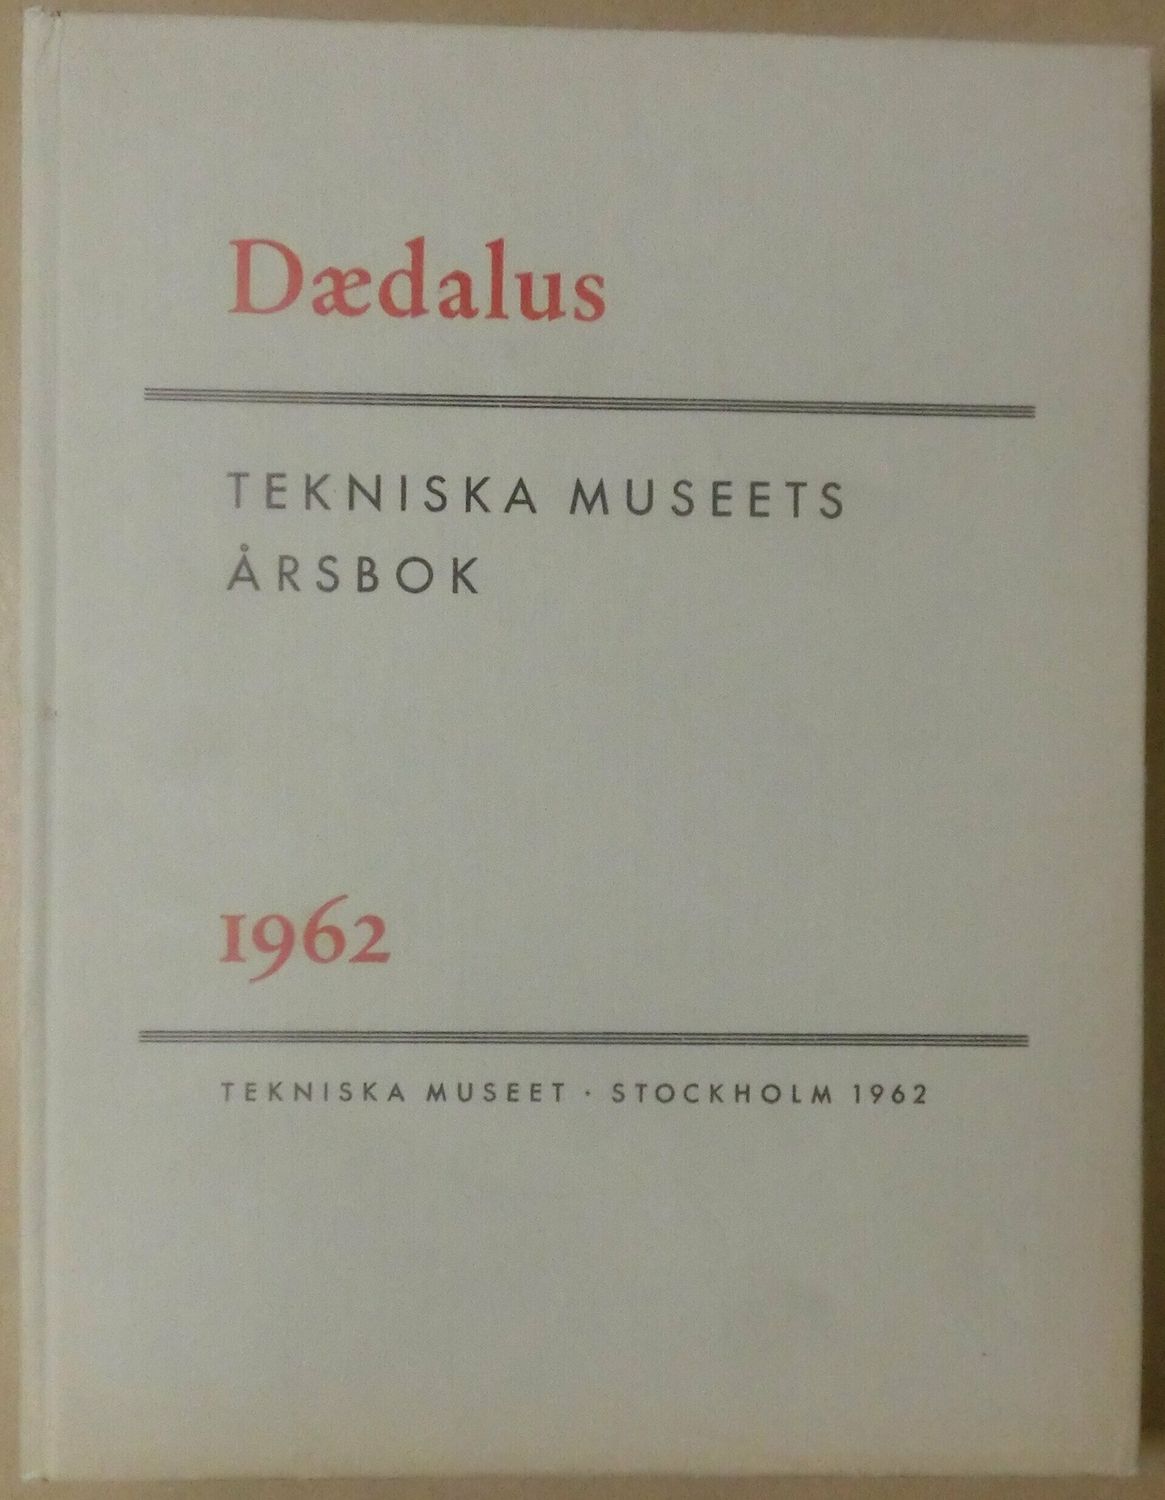 Dædalus
TEKNISKA MUSEETS
ÅRSBOK
1962
TEKNISKA MUSEET · STOCKHOLM 1962